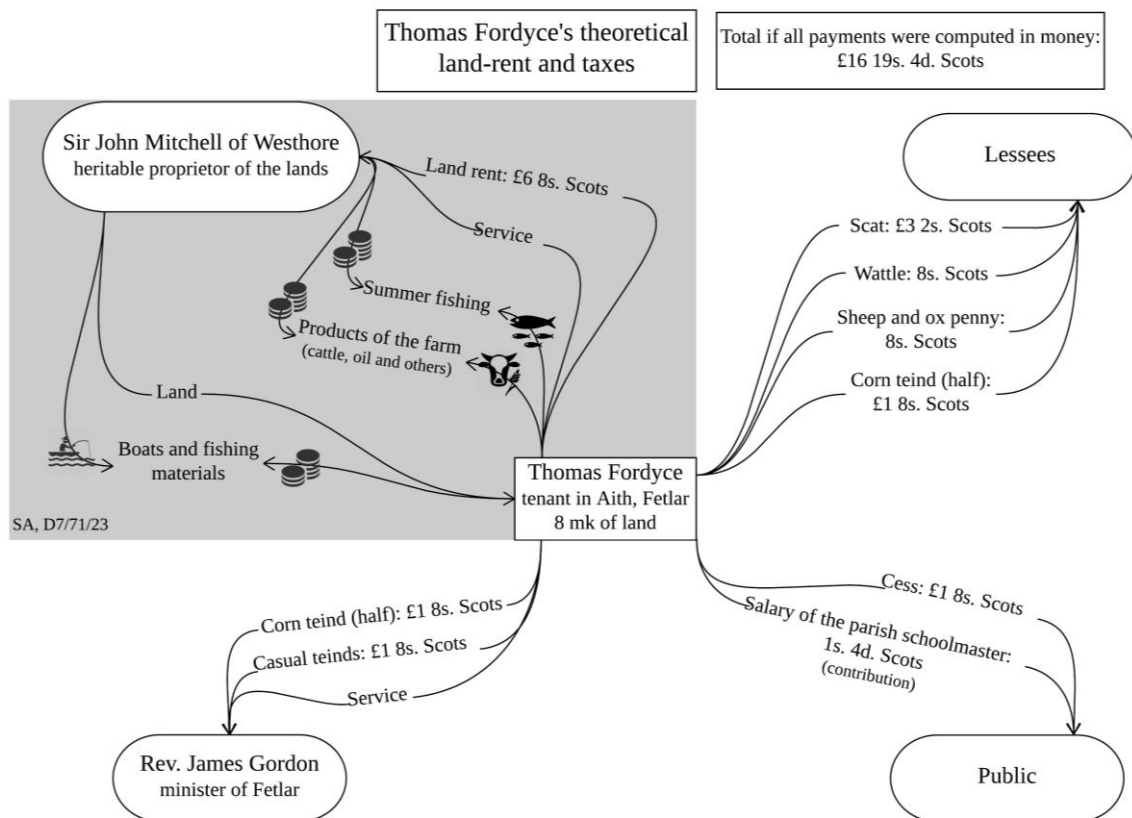 Thomas Fordyce's theoretical
land-rent and taxes
Total if all payments were computed in money:
£16 19s. 4d. Scots
Sir John Mitchell of Westhore
heritable proprietor of the lands
Lessees
Land rent: £6 8s. Scots
Service
Summer fishing
Products of the farm
(cattle, oil and others)
Land
Boats and fishing
materials
SA, D7/71/23
Scat: £3 2s. Scots
Wattle: 8s. Scots
Sheep and ox penny:
8s. Scots
Corn teind (half):
£1 8s. Scots
Thomas Fordyce
tenant in Aith, Fetlar
8 mk of land
Corn teind (half): £1 8s. Scots
Casual teinds: £1 8s. Scots
Service
Cess: £1 8s. Scots
Salary of the parish schoolmaster:
1s. 4d. Scots
(contribution)
Rev. James Gordon
minister of Fetlar
Public